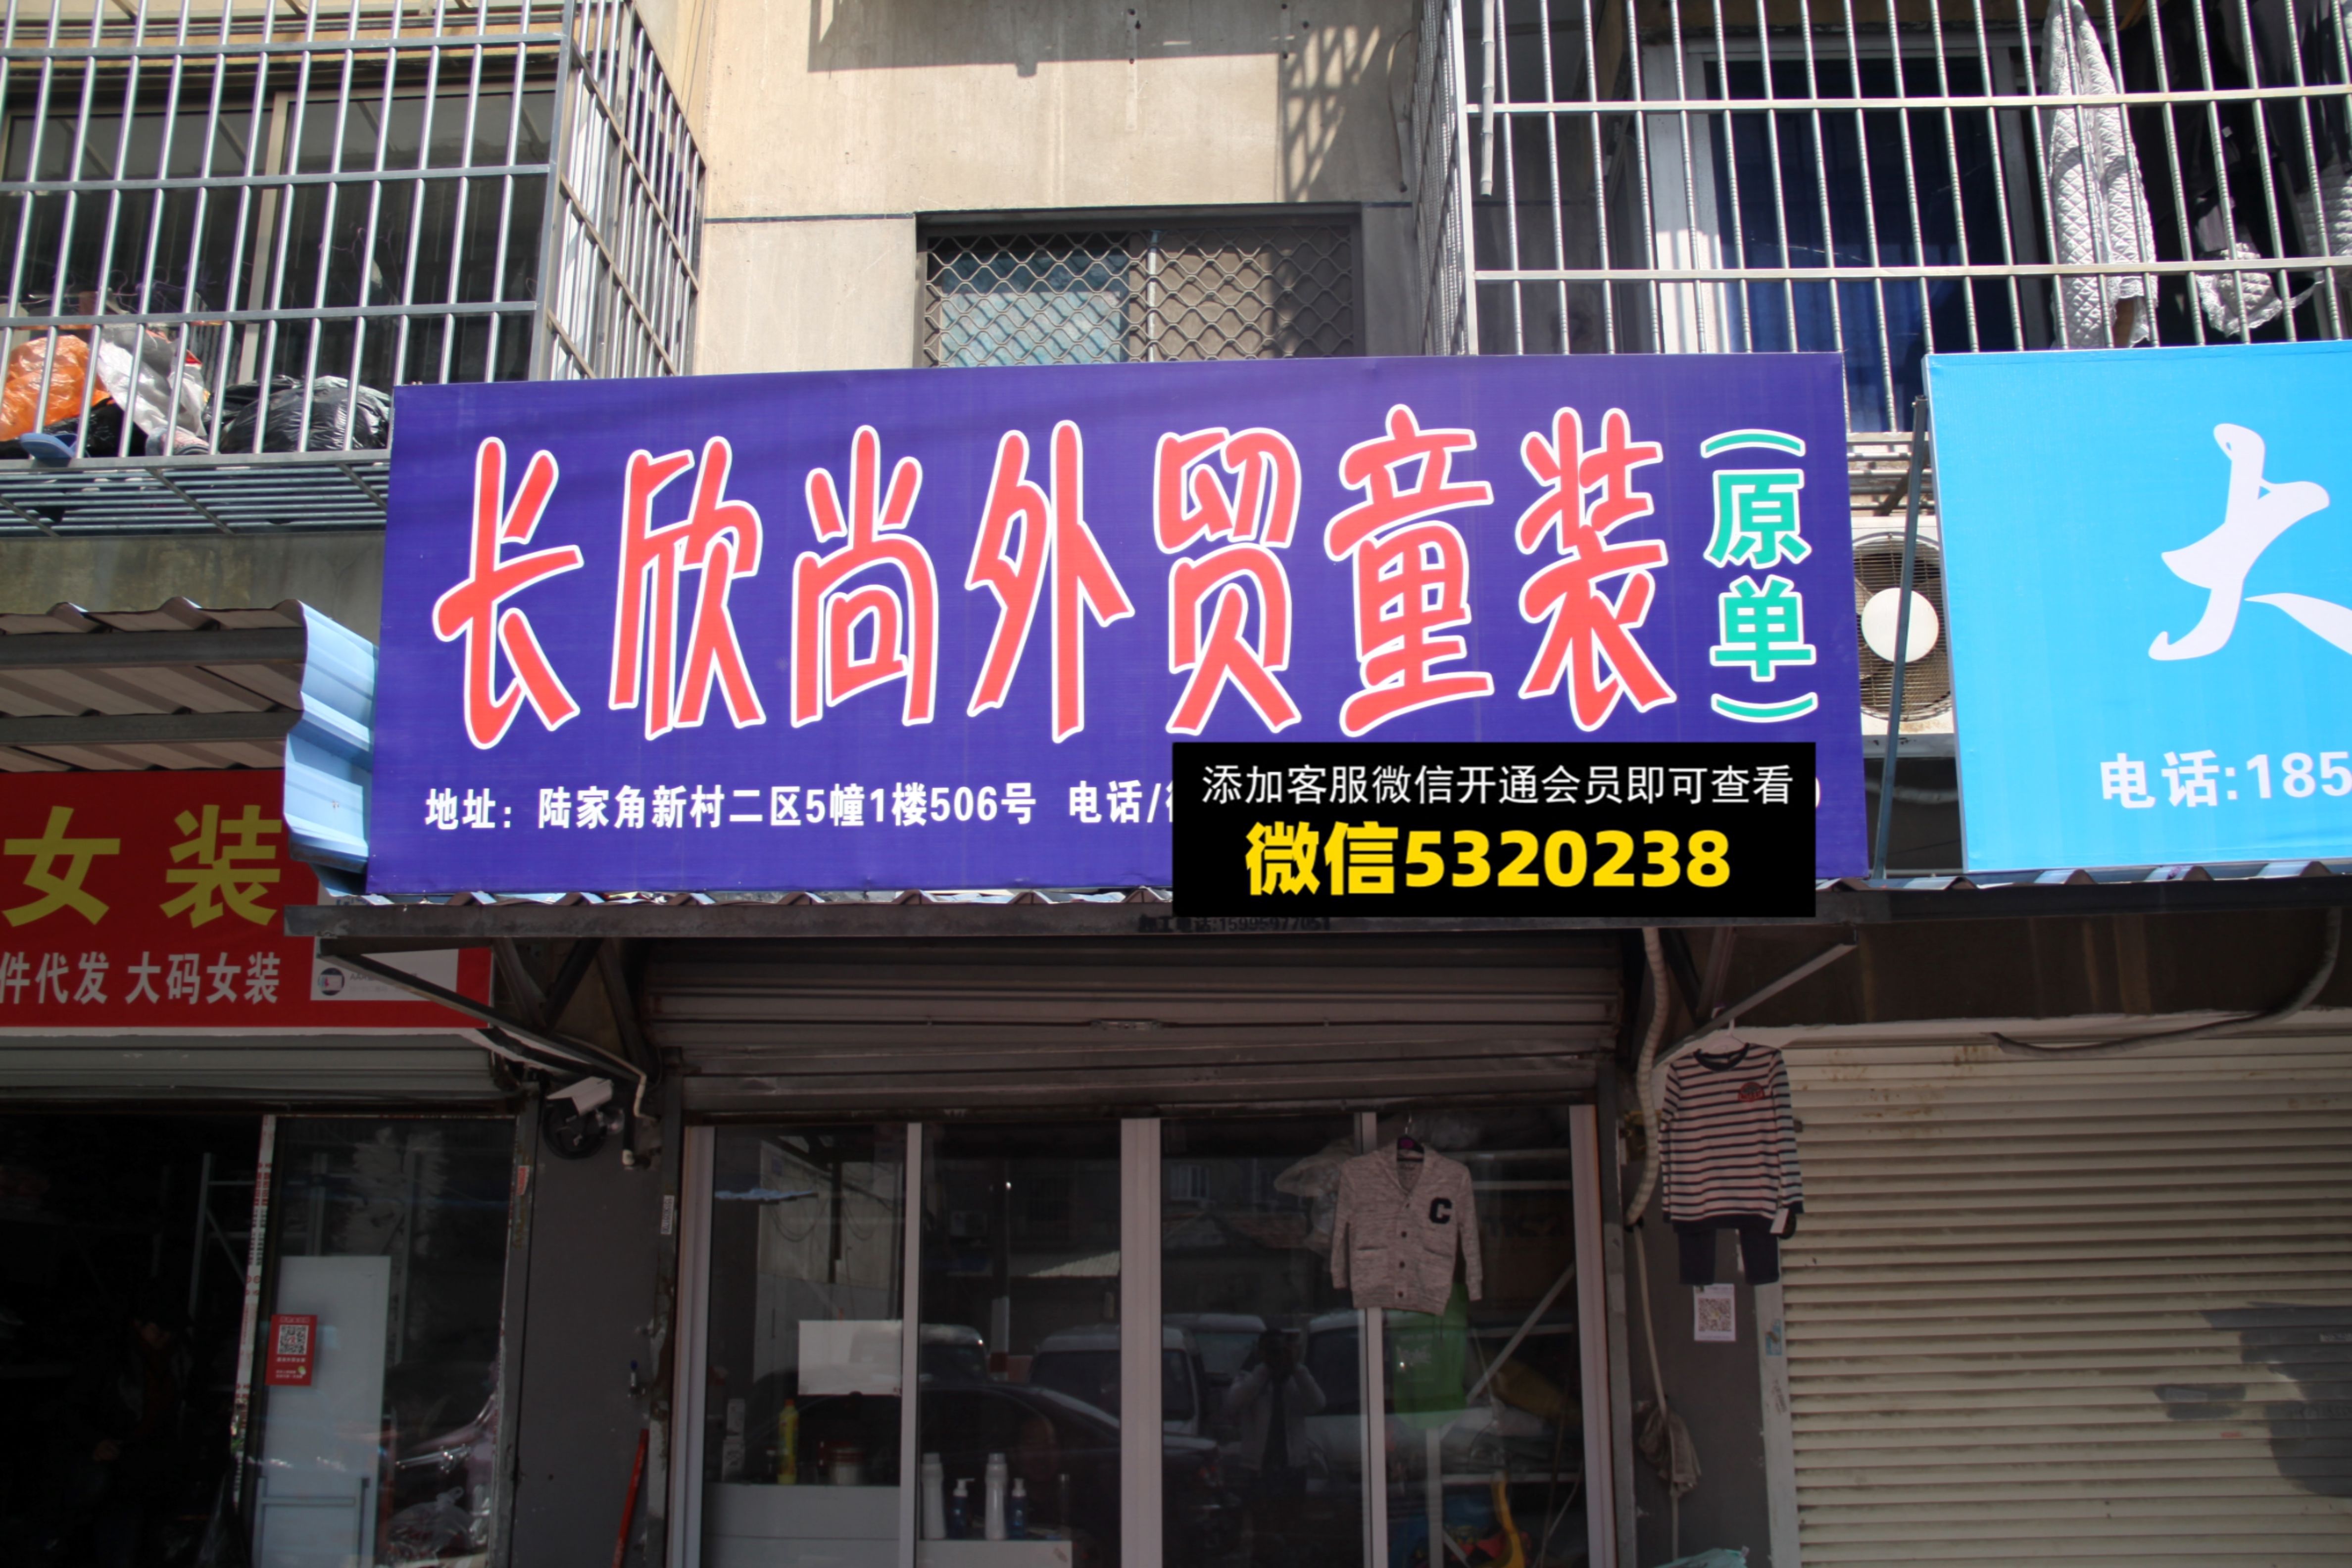 长欣尚外贸童装
（原单）
地址：陆家角新村二区5幢1楼506号 电话/
添加客服微信开通会员即可查看
微信5320238
大
电话:185
女装
件代发 大码女装
C